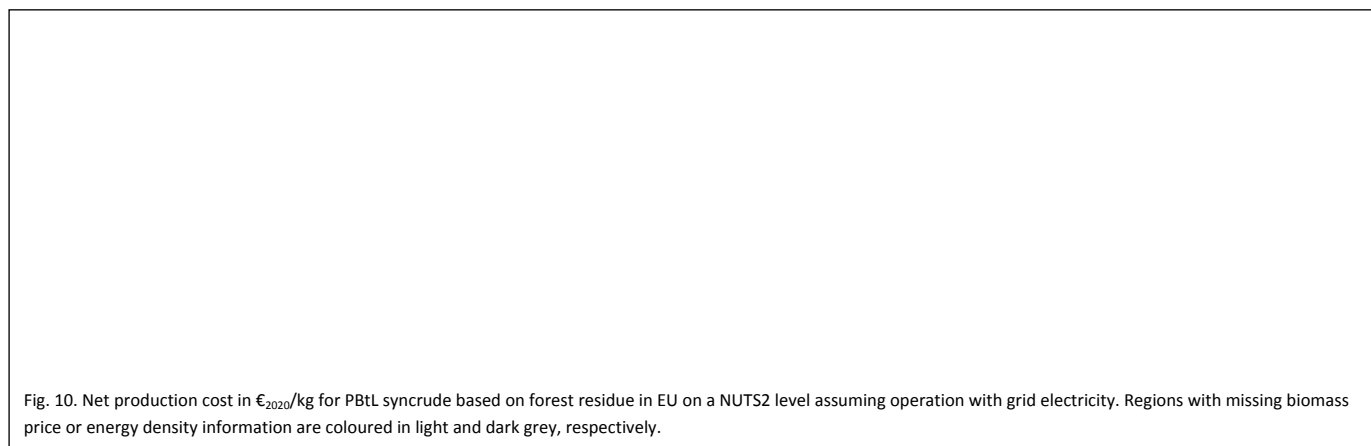 Fig. 10. Net production cost in €₂₀₂₀/kg for PBtL syncrude based on forest residue in EU on a NUTS2 level assuming operation with grid electricity. Regions with missing biomass
price or energy density information are coloured in light and dark grey, respectively.